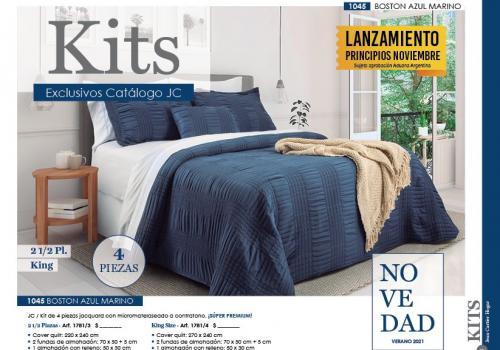 1045 BOSTON AZUL MARINO
Kits
Exclusivos Catálogo JC
LANZAMIENTO
PRINCIPIOS NOVIEMBRE
Sujeto aprobación Aduana Argentina
2 1/2 Pl.
King
4
PIEZAS
1045 BOSTON AZUL MARINO
NO
VE
DAD
VERANO 2021
JC / Kit de 4 piezas jacquard con micromatelaseado a contratono. ¡SÚPER PREMIUM!
2 1/2 Plazas - Art. 1781/3 $ ______
• Cover quilt: 220 x 240 cm
• 2 fundas de almohadón: 70 x 50 + 5 cm
• 1 almohadón con relleno: 50 x 30 cm
King Size - Art. 1781/4 $ ______
• Cover quilt: 270 x 240 cm
• 2 fundas de almohadón: 70 x 50 + 5 cm
• 1 almohadón con relleno: 50 x 30 cm
KITS
Jean Cartier Hogar